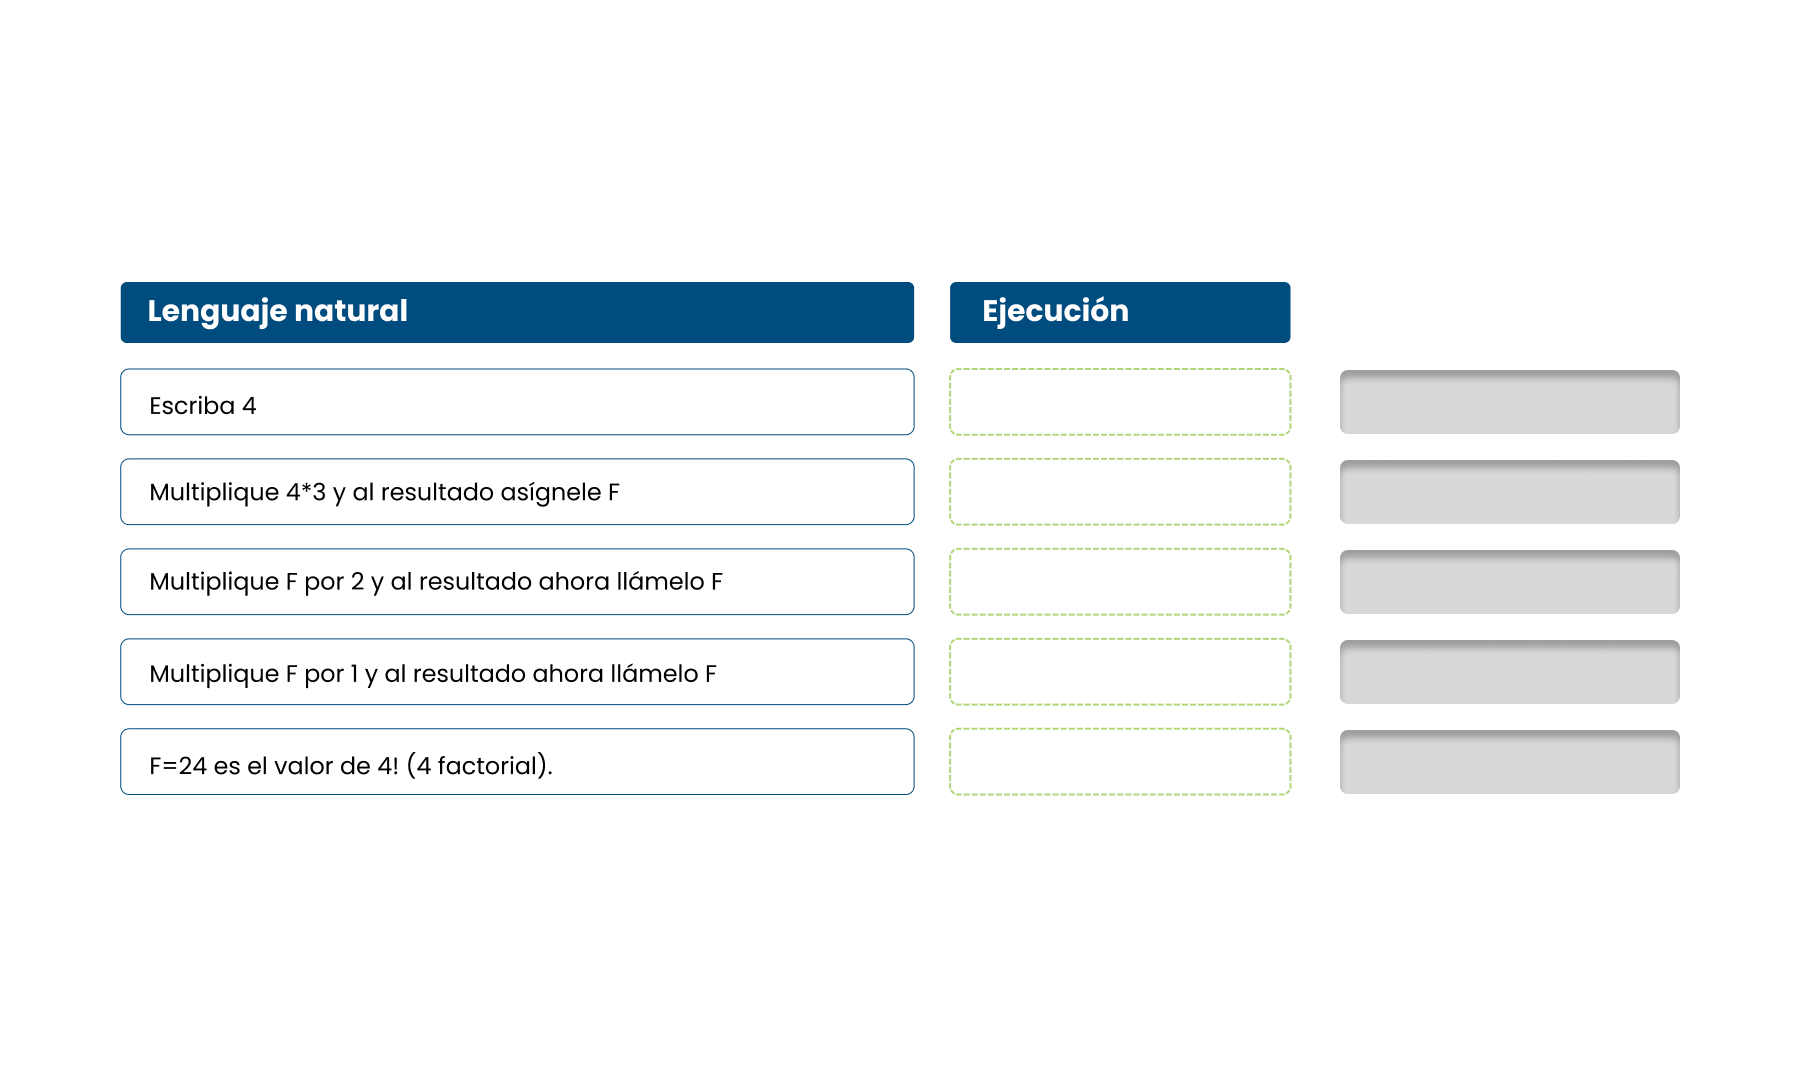 Lenguaje natural
Ejecución
Escriba 4
Multiplique 4*3 y al resultado asígnele F
Multiplique F por 2 y al resultado ahora llámelo F
Multiplique F por 1 y al resultado ahora llámelo F
F=24 es el valor de 4! (4 factorial).